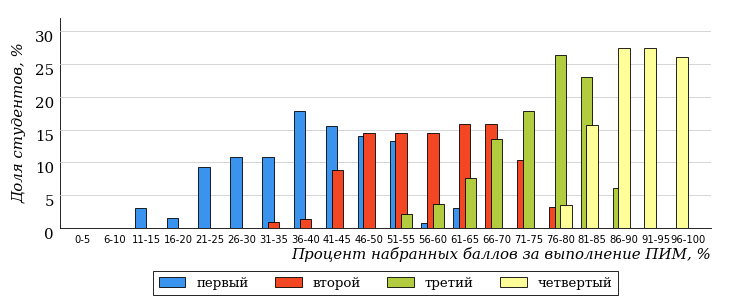 Доля студентов, %
30
25
20
15
10
5
0
0-5 6-10 11-15 16-20 21-25 26-30 31-35 36-40 41-45 46-50 51-55 56-60 61-65 66-70 71-75 76-80 81-85 86-90 91-95 96-100
Процент набранных баллов за выполнение ПИМ, %
первый второй третий четвертый